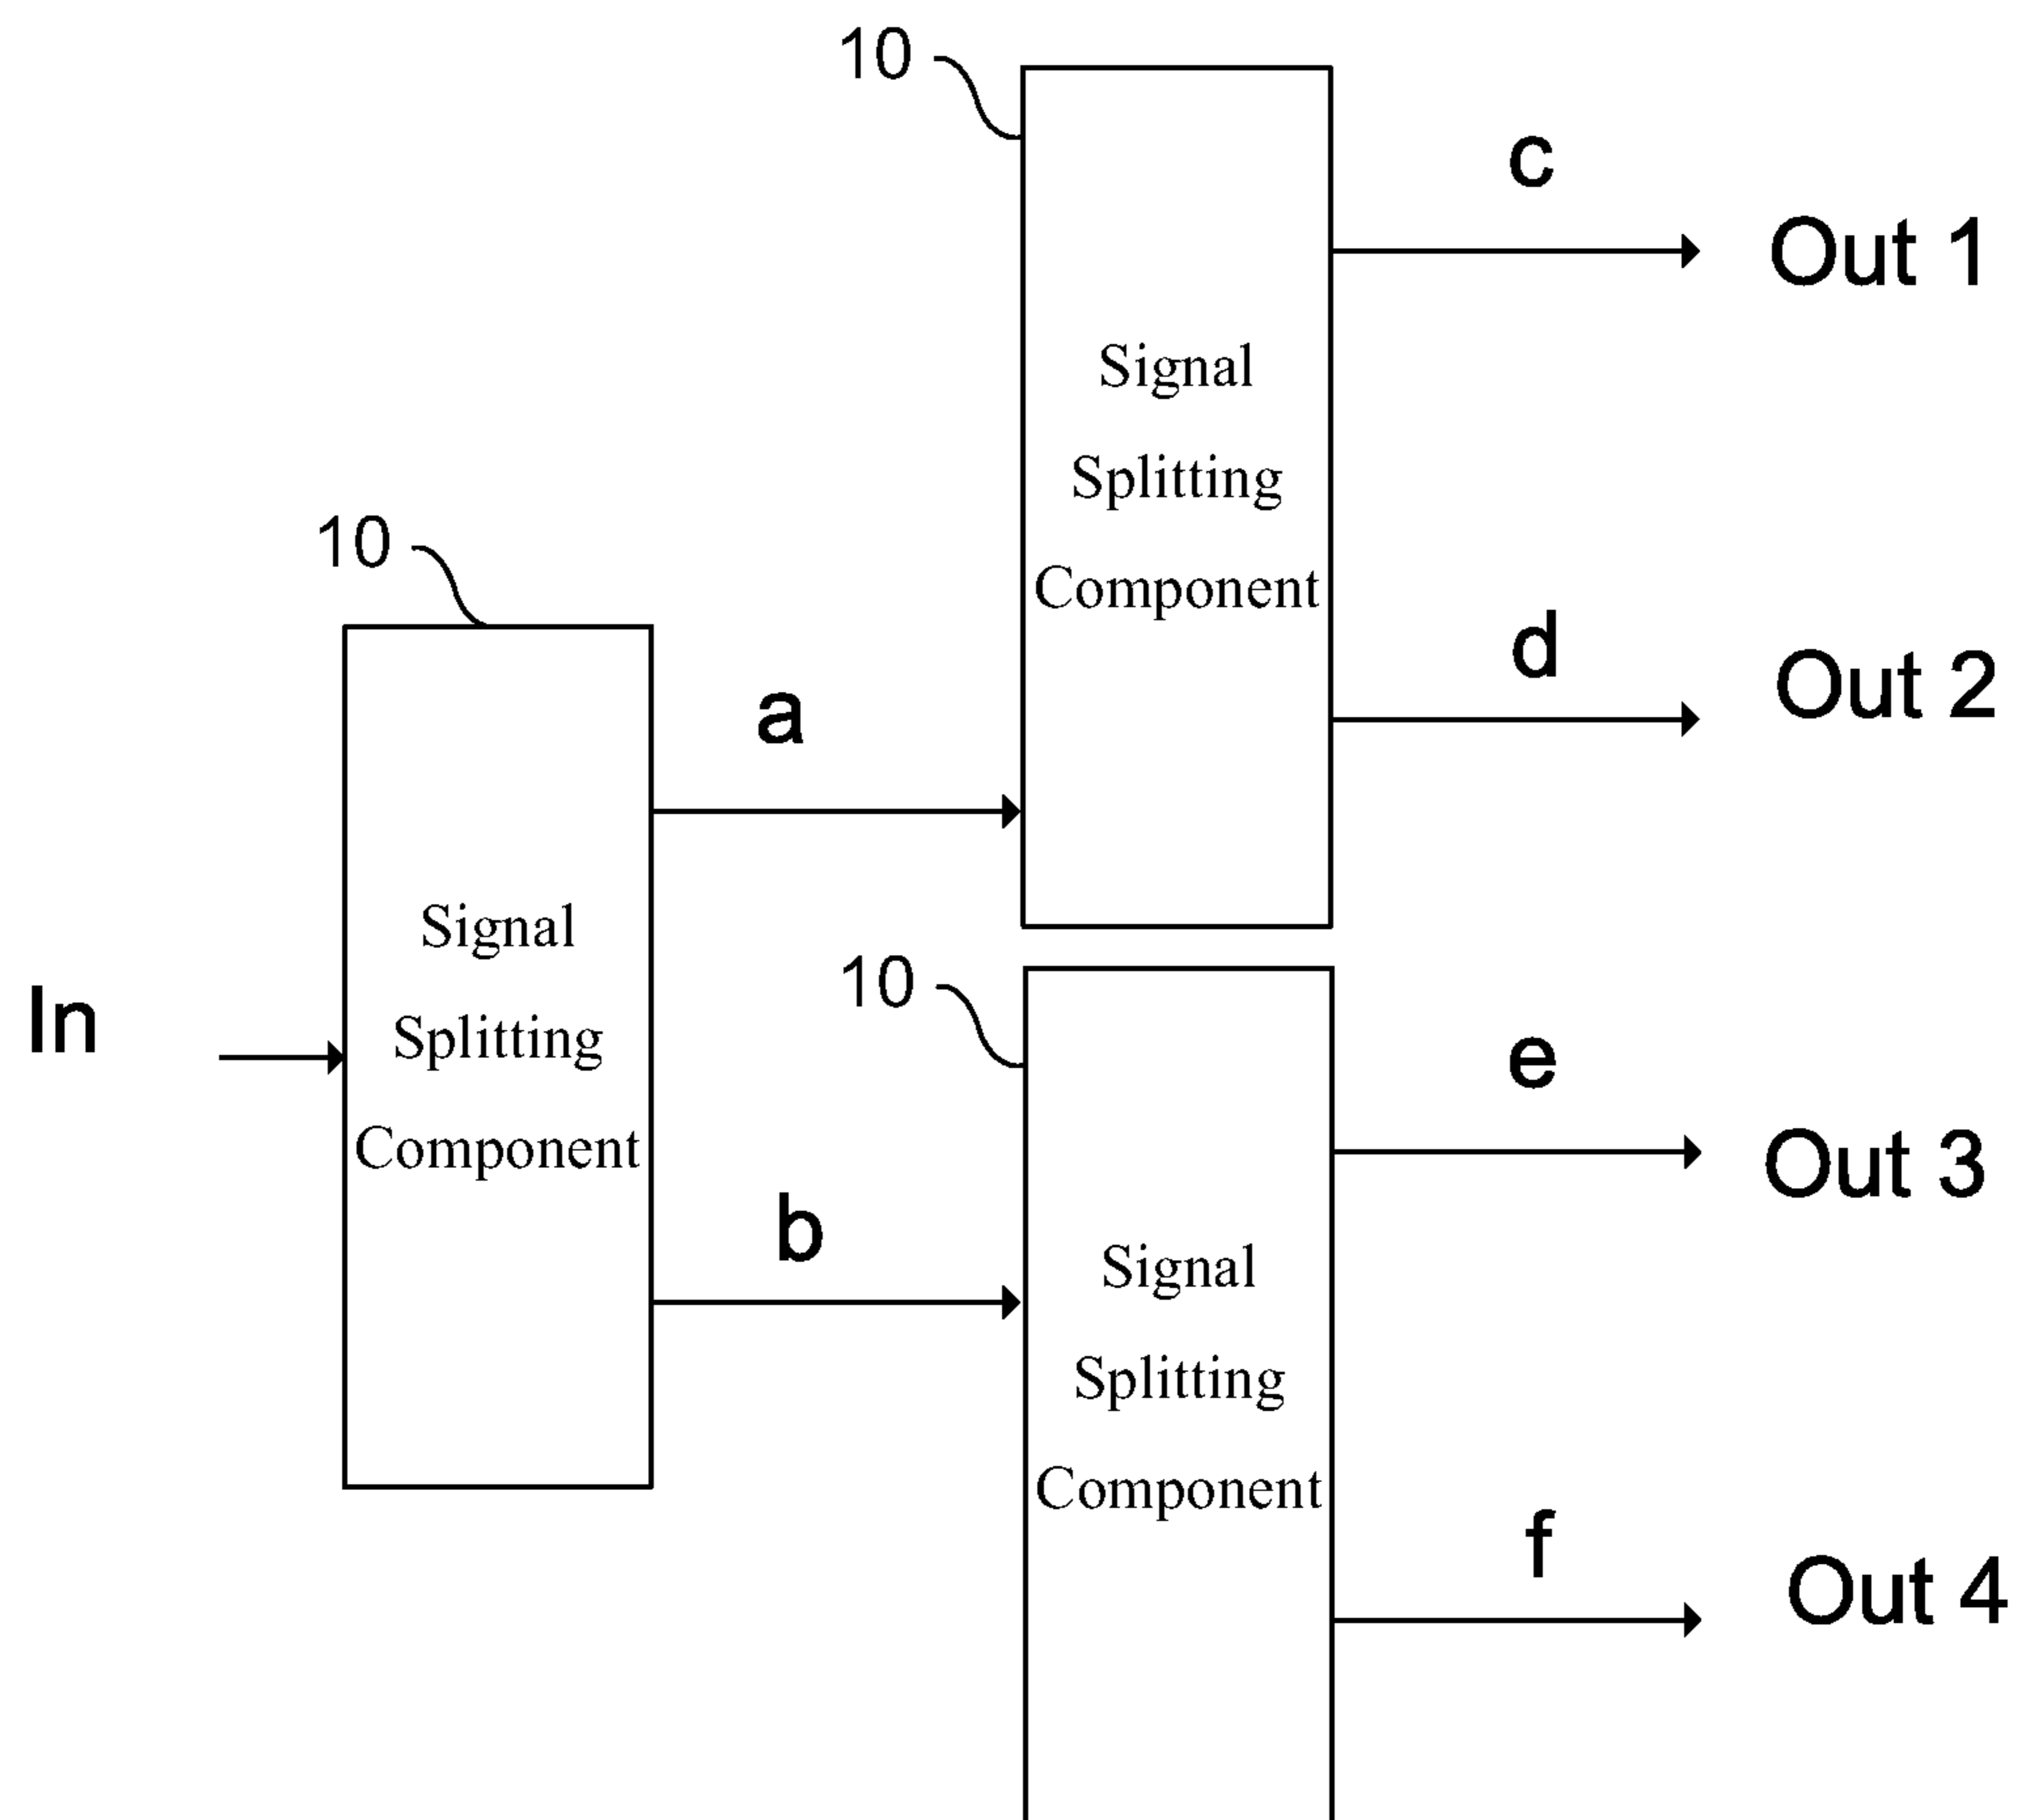 10
c
Out 1
Signal
Splitting
Component
d
Out 2
10
a
Signal
Splitting
Component
In
b
10
e
Out 3
Signal
Splitting
Component
f
Out 4